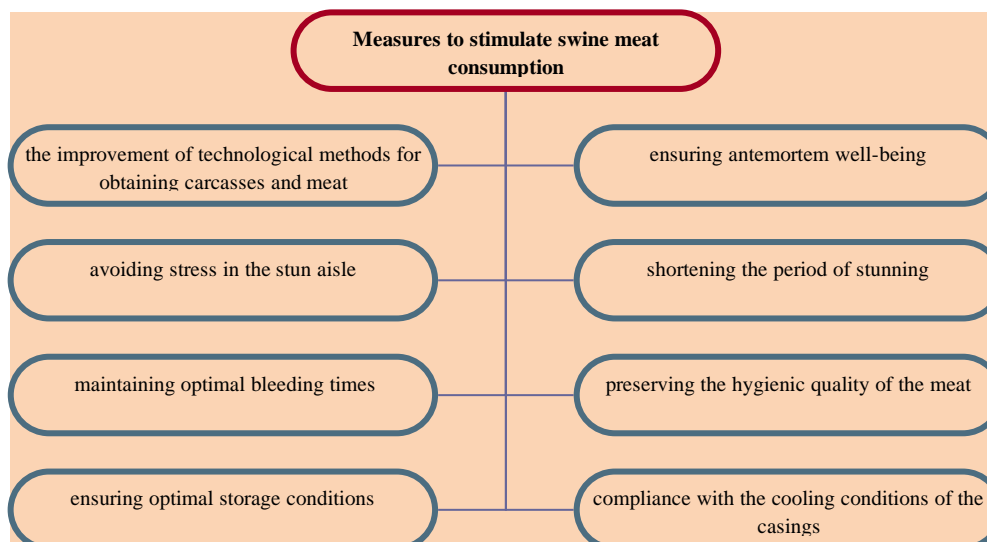 Measures to stimulate swine meat
consumption
the improvement of technological methods for
obtaining carcasses and meat
ensuring antemortem well-being
avoiding stress in the stun aisle
shortening the period of stunning
maintaining optimal bleeding times
preserving the hygienic quality of the meat
ensuring optimal storage conditions
compliance with the cooling conditions of the
casings